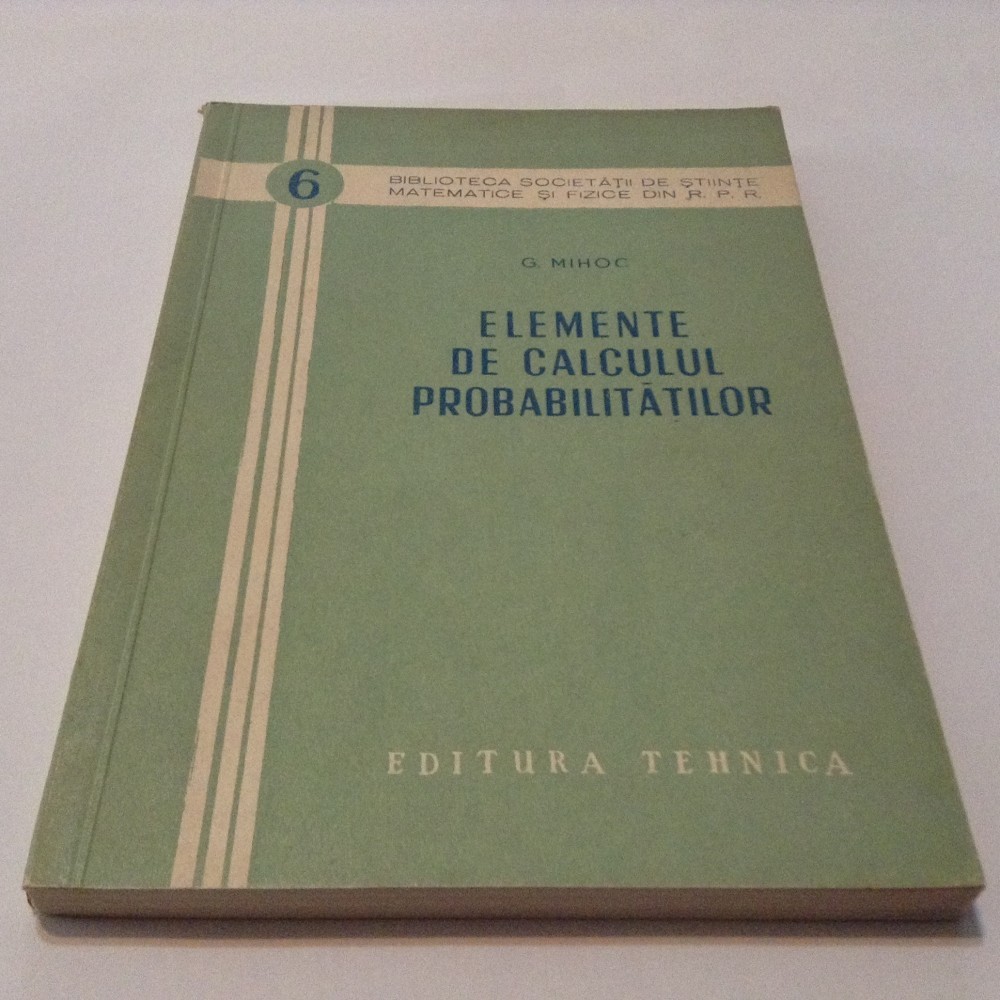 6
BIBLIOTECA SOCIETĂȚII DE ȘTIINȚE
MATEMATICE ȘI FIZICE DIN R. P. R.
G. MIHOC
ELEMENTE
DE CALCULUL
PROBABILITĂȚILOR
EDITURA TEHNICA